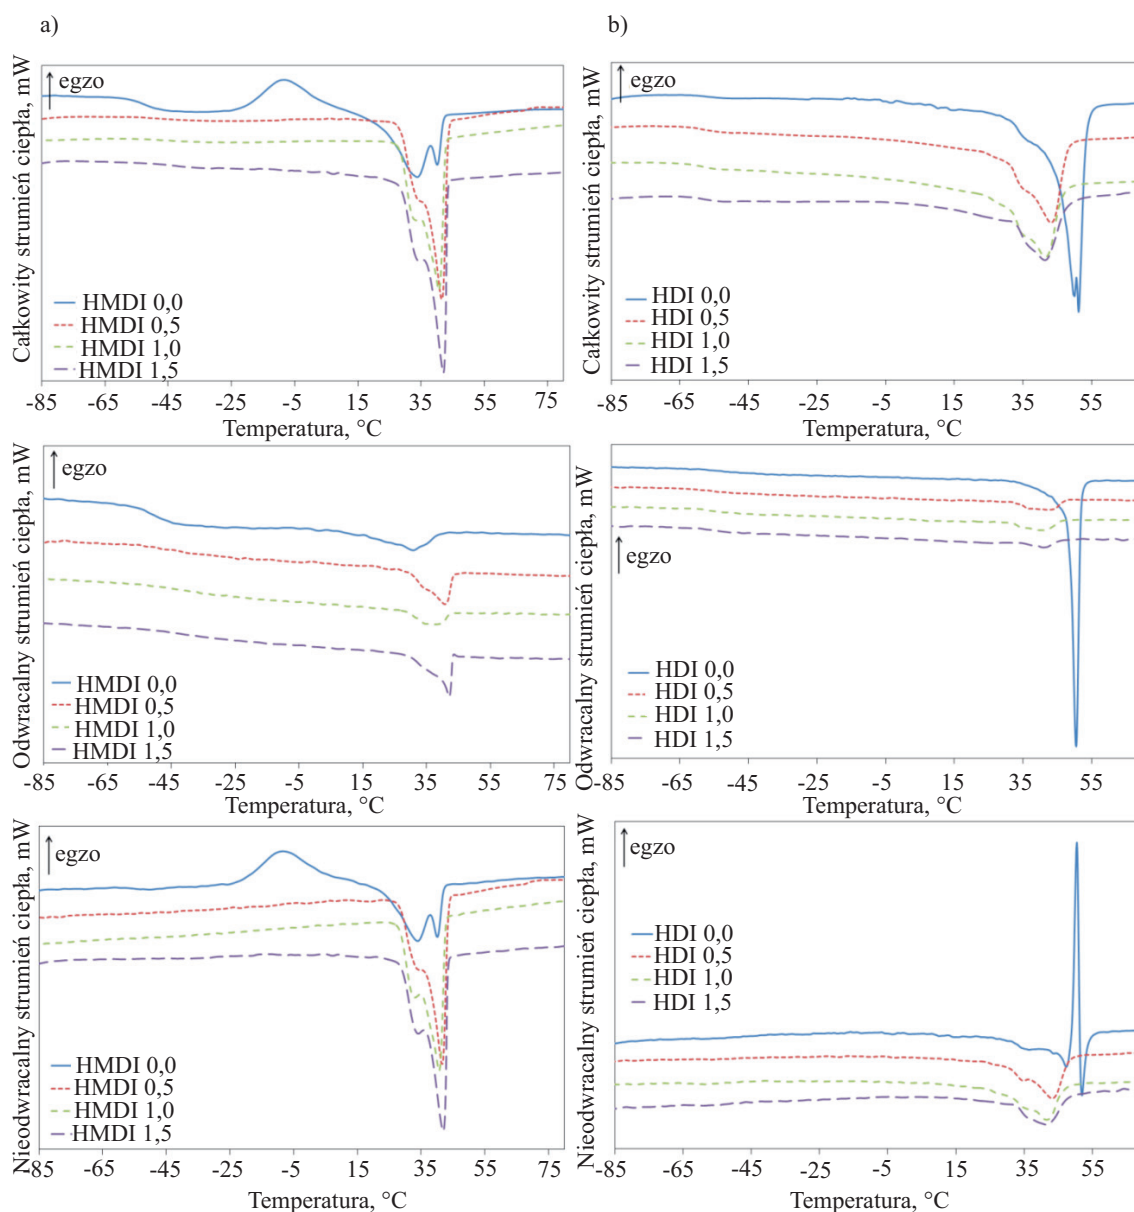 a)
Całkowity strumień ciepła, mW
egzo
HMDI 0,0
HMDI 0,5
HMDI 1,0
HMDI 1,5
-85 -65 -45 -25 -5 15 35 55 75
Temperatura, °C
b)
Całkowity strumień ciepła, mW
egzo
HDI 0,0
HDI 0,5
HDI 1,0
HDI 1,5
-85 -65 -45 -25 -5 15 35 55
Temperatura, °C
Odwracalny strumień ciepła, mW
egzo
HMDI 0,0
HMDI 0,5
HMDI 1,0
HMDI 1,5
-85 -65 -45 -25 -5 15 35 55 75
Temperatura, °C
Odwracalny strumień ciepła, mW
egzo
HDI 0,0
HDI 0,5
HDI 1,0
HDI 1,5
-85 -65 -45 -25 -5 15 35 55
Temperatura, °C
Nieodwracalny strumień ciepła, mW
egzo
HMDI 0,0
HMDI 0,5
HMDI 1,0
HMDI 1,5
-85 -65 -45 -25 -5 15 35 55 75
Temperatura, °C
Nieodwracalny strumień ciepła, mW
egzo
HDI 0,0
HDI 0,5
HDI 1,0
HDI 1,5
-85 -65 -45 -25 -5 15 35 55
Temperatura, °C